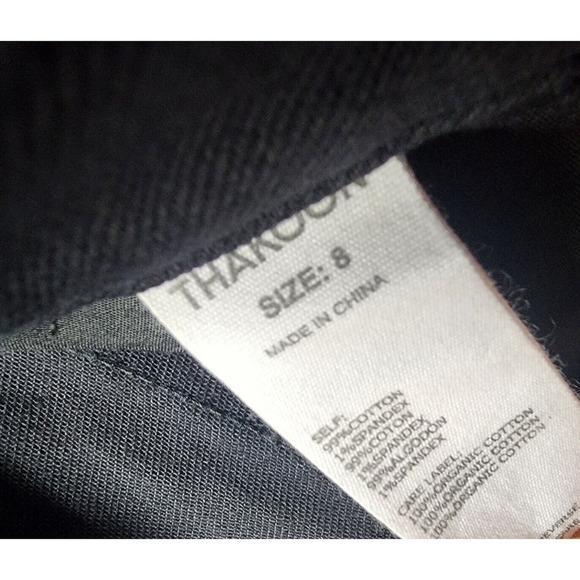 THAKOON
SIZE: 8
MADE IN CHINA
SELF:
99%COTTON
1%SPANDEX
99%COTON
1%SPANDEX
99%ALGODON
1%SPANDEX
CARE LABEL:
100%ORGANIC COTTON
100%ORGANIC COTTON
100%ORGANIC COTTON
REVERSE